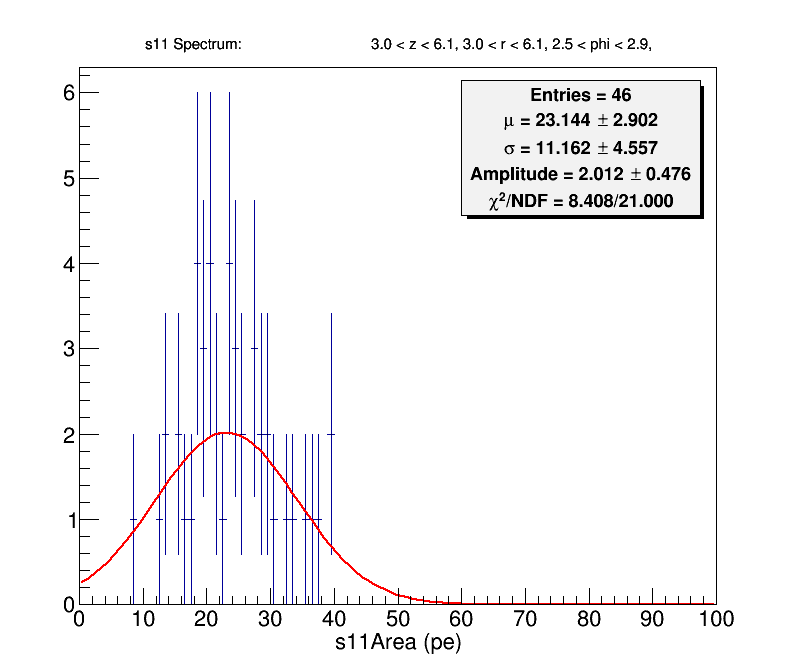 s11 Spectrum: 3.0 < z < 6.1, 3.0 < r < 6.1, 2.5 < phi < 2.9,
Entries = 46
μ = 23.144 ± 2.902
σ = 11.162 ± 4.557
Amplitude = 2.012 ± 0.476
χ²/NDF = 8.408/21.000
6
5
4
3
2
1
0
0 10 20 30 40 50 60 70 80 90 100
s11Area (pe)